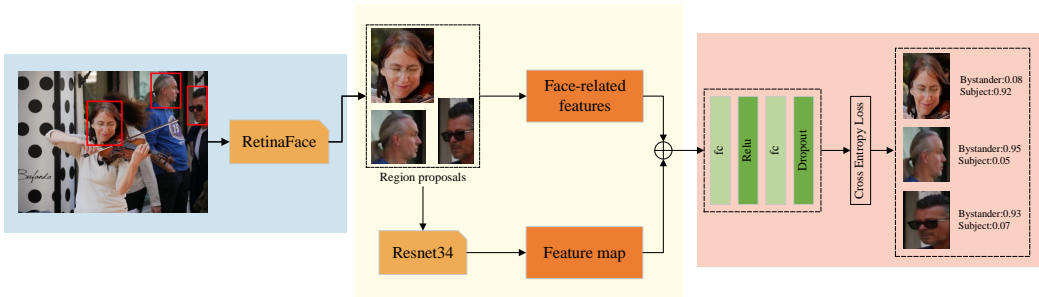 RetinaFace
Region proposals
Resnet34
Face-related
features
Feature map
fc
Relu
fc
Dropout
Cross Entropy Loss
Bystander:0.08
Subject:0.92
Bystander:0.95
Subject:0.05
Bystander:0.93
Subject:0.07